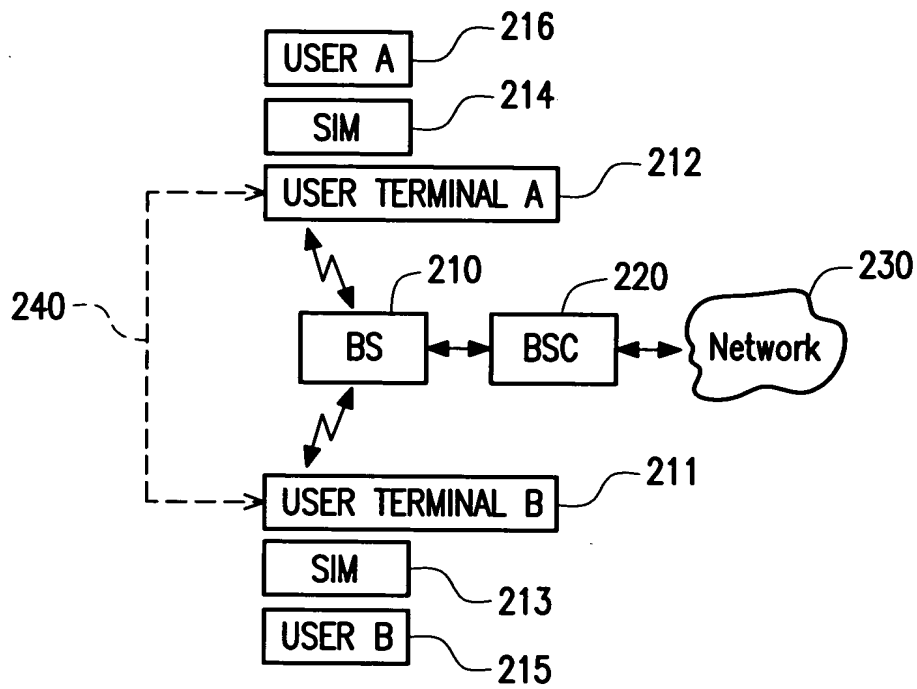 USER A 216
SIM 214
USER TERMINAL A 212
210 220 230
240 BS BSC Network
USER TERMINAL B 211
SIM 213
USER B 215